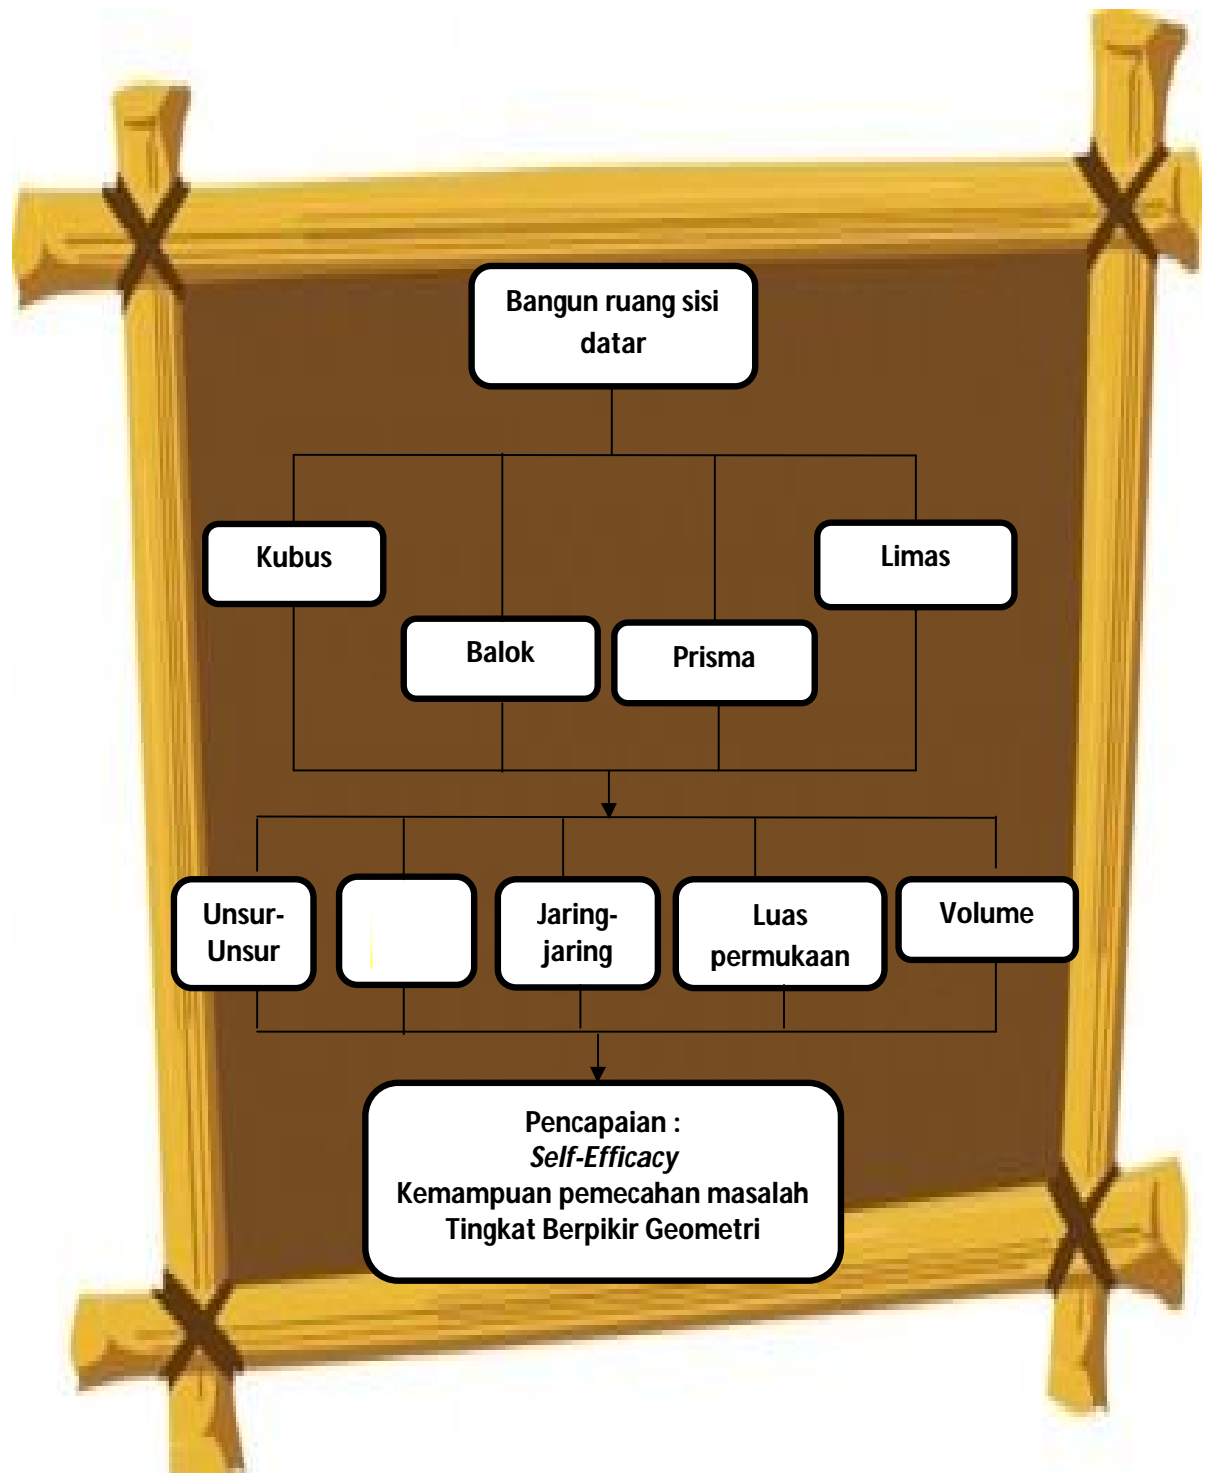 Bangun ruang sisi
datar
Kubus
Limas
Balok
Prisma
Unsur-
Unsur
Jaring-
jaring
Luas
permukaan
Volume
Pencapaian :
Self-Efficacy
Kemampuan pemecahan masalah
Tingkat Berpikir Geometri